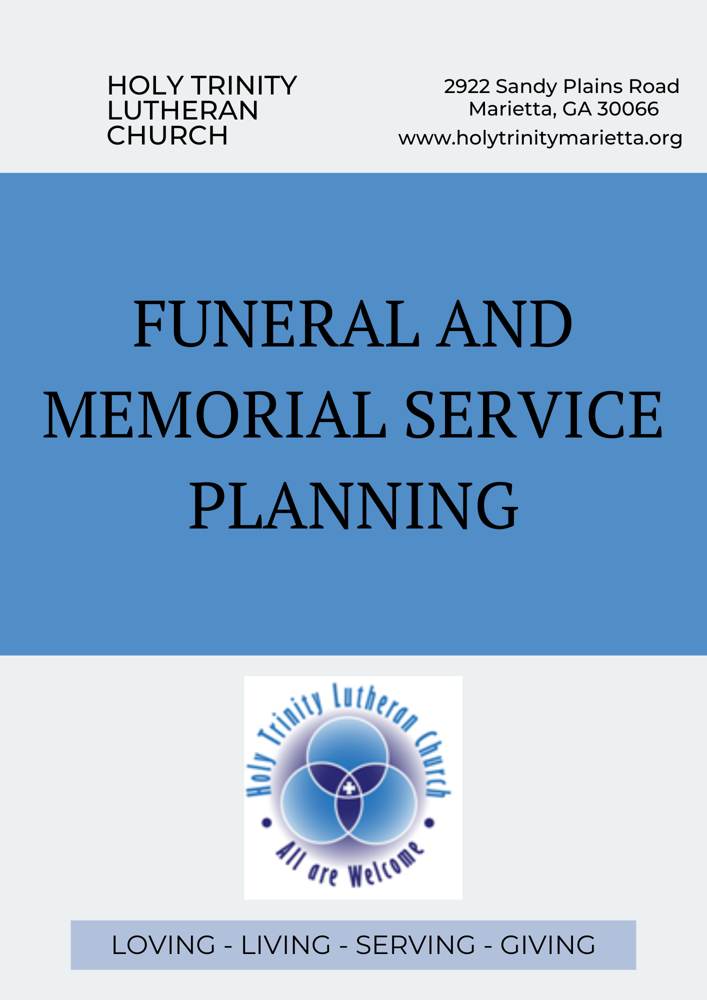 HOLY TRINITY
LUTHERAN
CHURCH
2922 Sandy Plains Road
Marietta, GA 30066
www.holytrinitymarietta.org
FUNERAL AND
MEMORIAL SERVICE
PLANNING
Holy Trinity Lutheran Church
• All are Welcome •
LOVING - LIVING - SERVING - GIVING